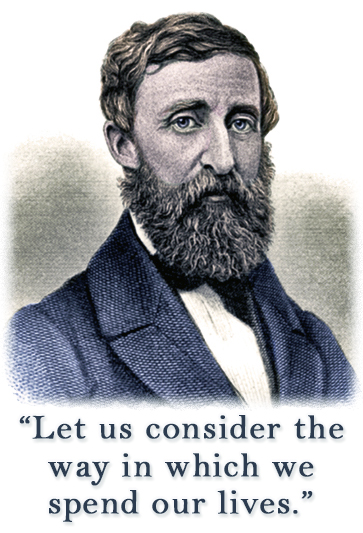 “Let us consider the
way in which we
spend our lives.”